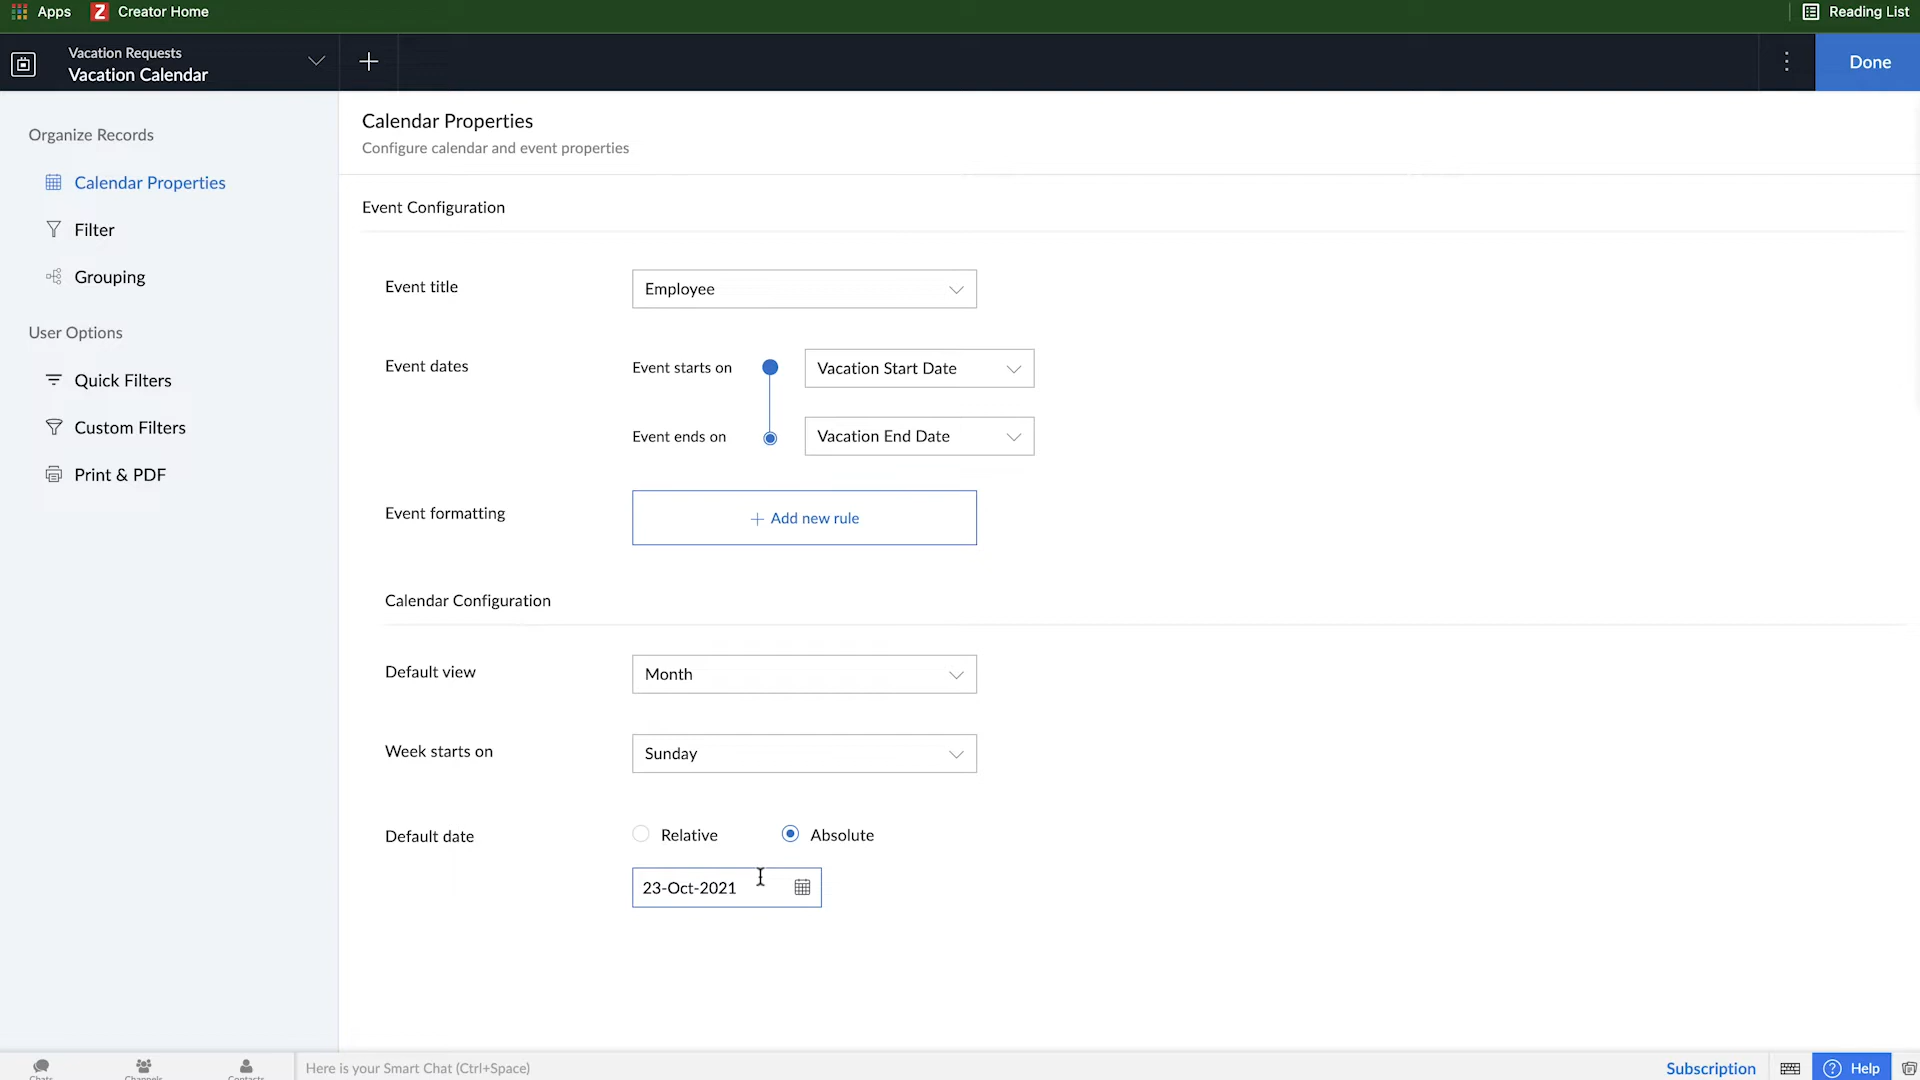 Apps
Z Creator Home
Reading List
Vacation Requests
Vacation Calendar
Done
Organize Records
Calendar Properties
Filter
Grouping
User Options
Quick Filters
Custom Filters
Print & PDF
Calendar Properties
Configure calendar and event properties
Event Configuration
Event title
Employee
Event dates
Event starts on
Vacation Start Date
Event ends on
Vacation End Date
Event formatting
+ Add new rule
Calendar Configuration
Default view
Month
Week starts on
Sunday
Default date
Relative
Absolute
23-Oct-2021
Chats
Channels
Contacts
Here is your Smart Chat (Ctrl+Space)
Subscription
? Help